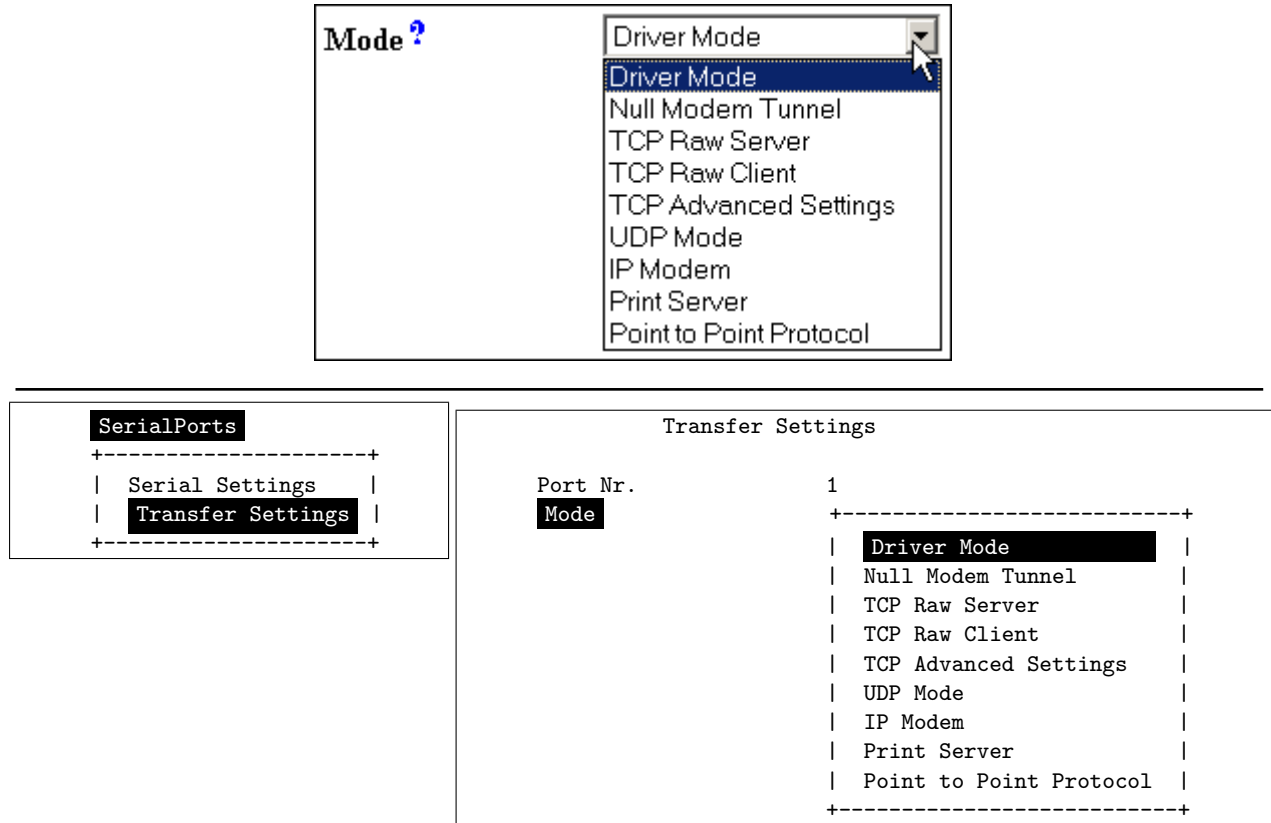 Mode ? Driver Mode
Driver Mode
Null Modem Tunnel
TCP Raw Server
TCP Raw Client
TCP Advanced Settings
UDP Mode
IP Modem
Print Server
Point to Point Protocol
SerialPorts
+---------------------+
| Serial Settings |
| Transfer Settings |
+---------------------+
Transfer Settings
Port Nr. 1
Mode +---------------------------+
| Driver Mode |
| Null Modem Tunnel |
| TCP Raw Server |
| TCP Raw Client |
| TCP Advanced Settings |
| UDP Mode |
| IP Modem |
| Print Server |
| Point to Point Protocol |
+---------------------------+